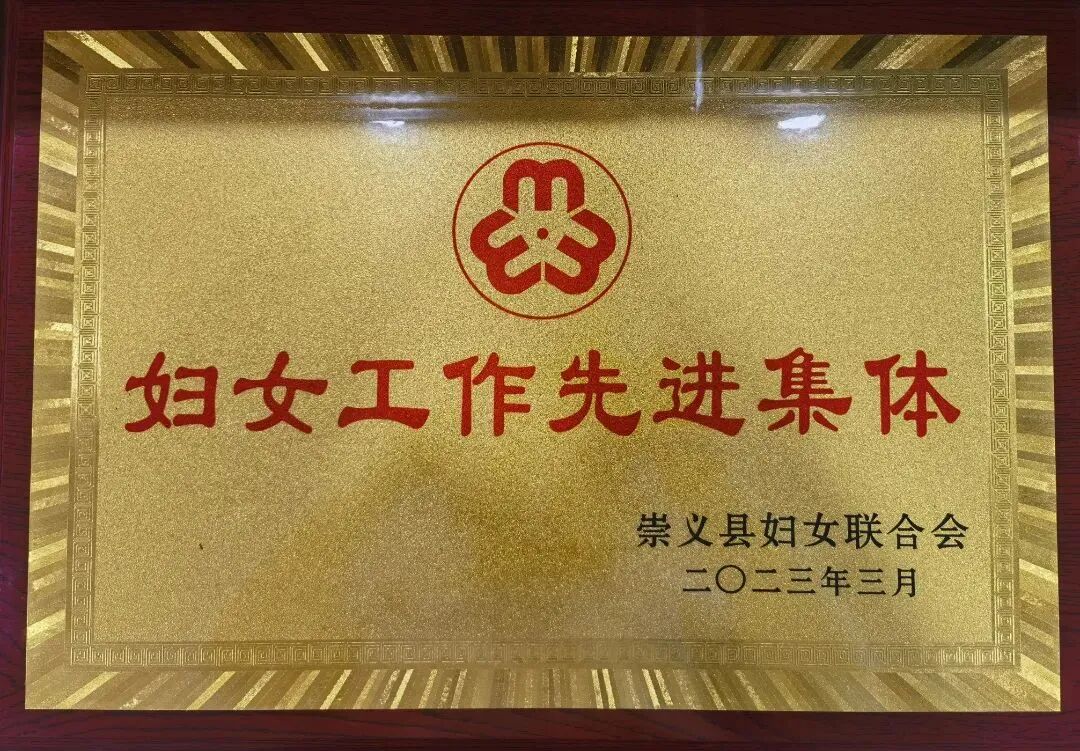 妇女工作先进集体
崇义县妇女联合会
二〇二三年三月